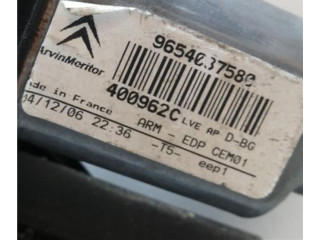 ArvinMeritor
9654037580
400962C
LVE AP D-BG
Made in France
04/12/06 22:36
ARM - EDP CEM01
-T5- eep1